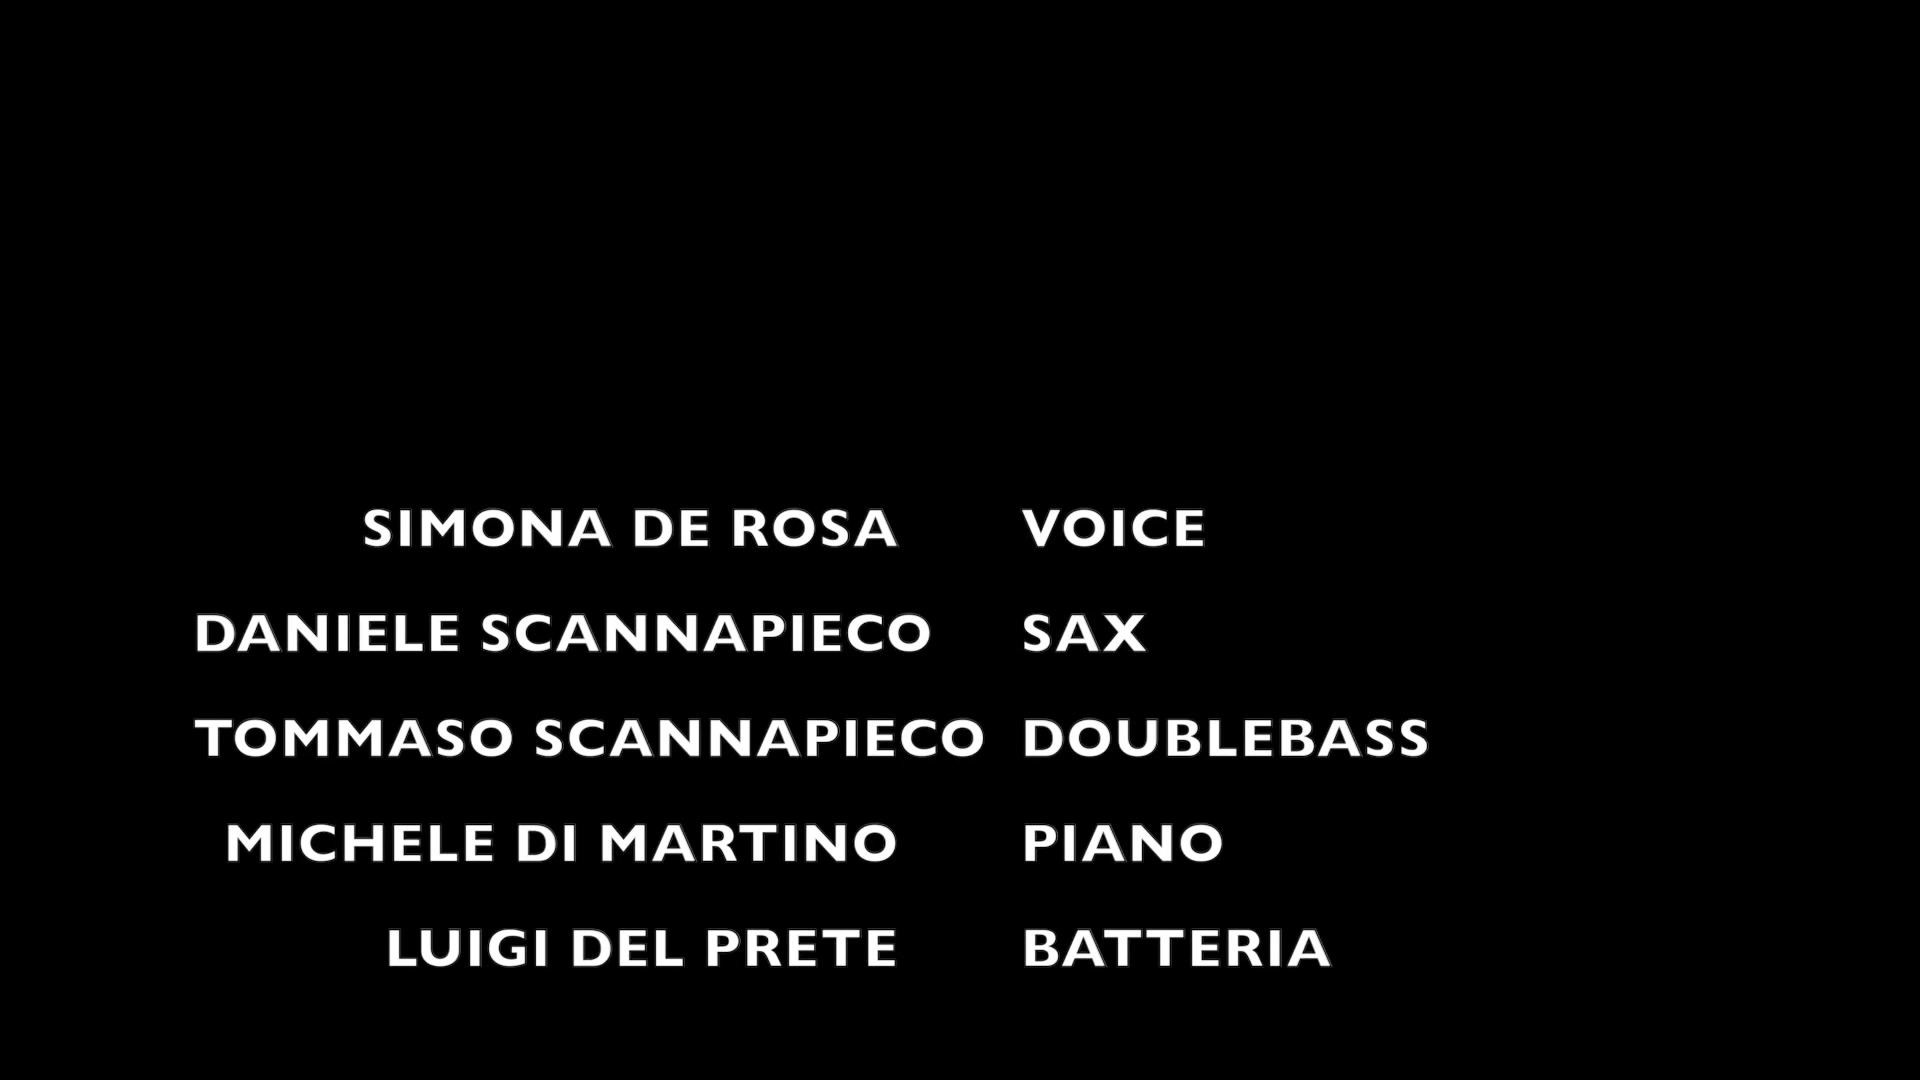 SIMONA DE ROSA VOICE
DANIELE SCANNAPIECO SAX
TOMMASO SCANNAPIECO DOUBLEBASS
MICHELE DI MARTINO PIANO
LUIGI DEL PRETE BATTERIA